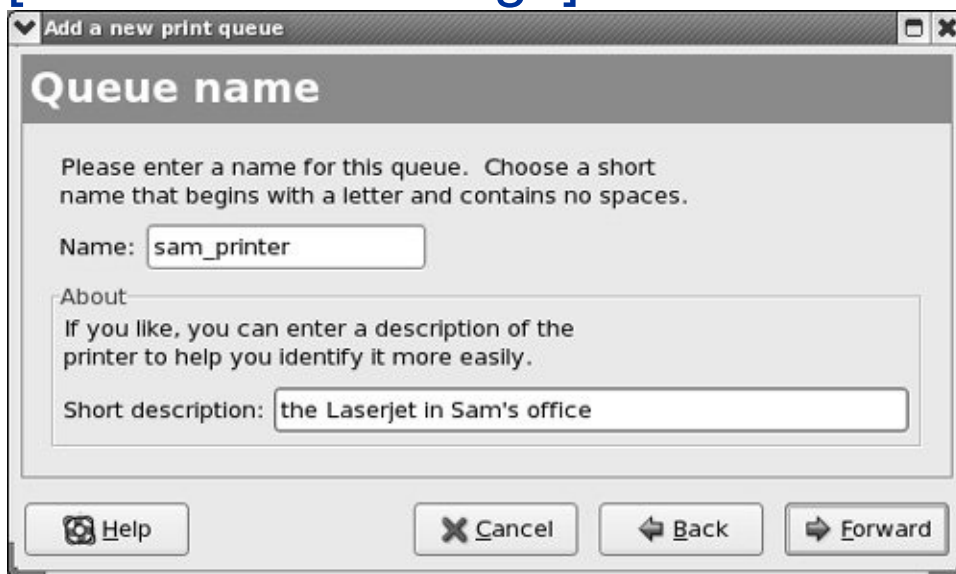 Add a new print queue
Queue name
Please enter a name for this queue. Choose a short
name that begins with a letter and contains no spaces.
Name: sam_printer
About
If you like, you can enter a description of the
printer to help you identify it more easily.
Short description: the Laserjet in Sam's office
Help Cancel Back Forward